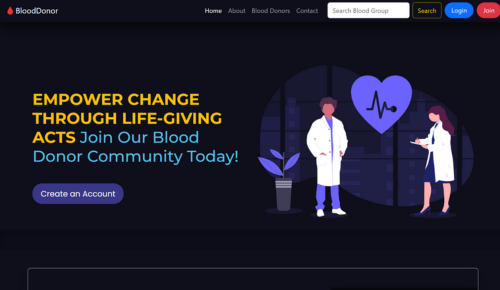 BloodDonor
Home About Blood Donors Contact Search Blood Group Search Login Join
EMPOWER CHANGE
THROUGH LIFE-GIVING
ACTS Join Our Blood
Donor Community Today!
Create an Account